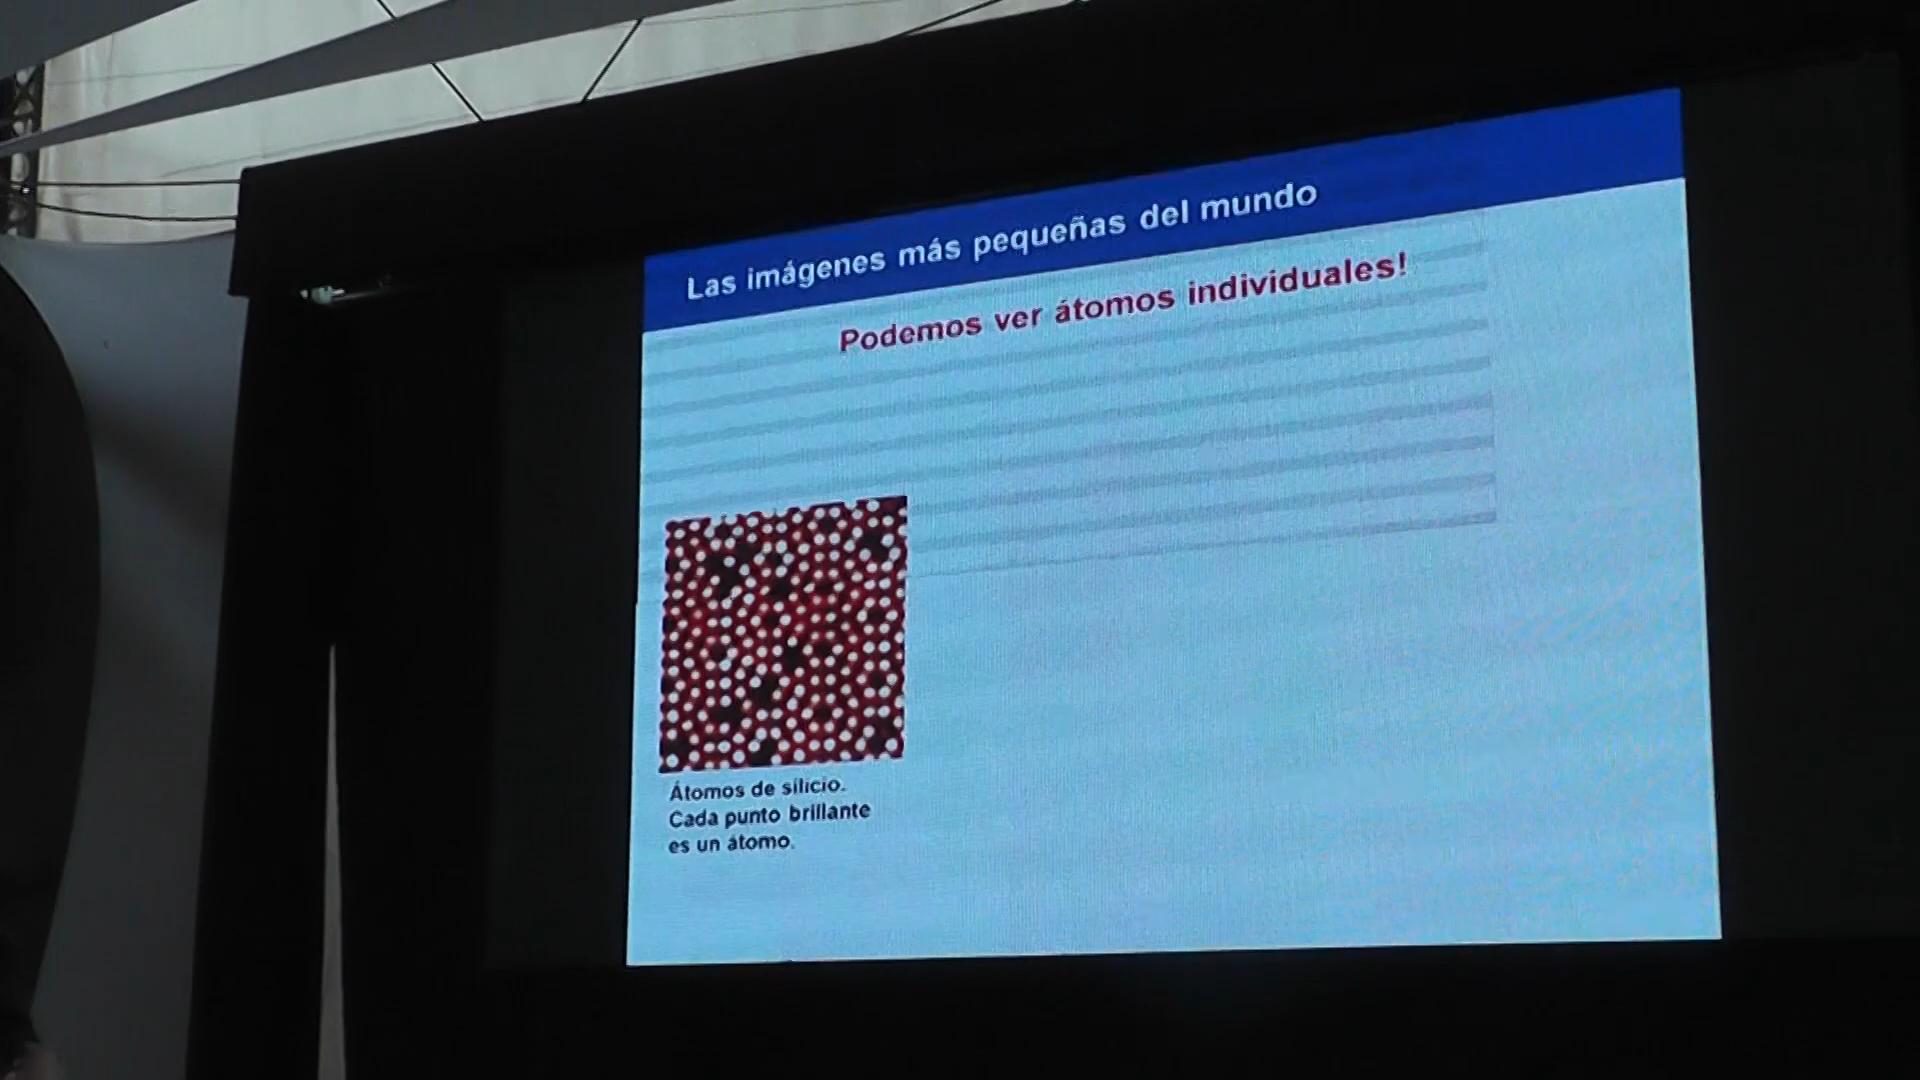 Las imágenes más pequeñas del mundo
Podemos ver átomos individuales!
Átomos de silicio.
Cada punto brillante
es un átomo.